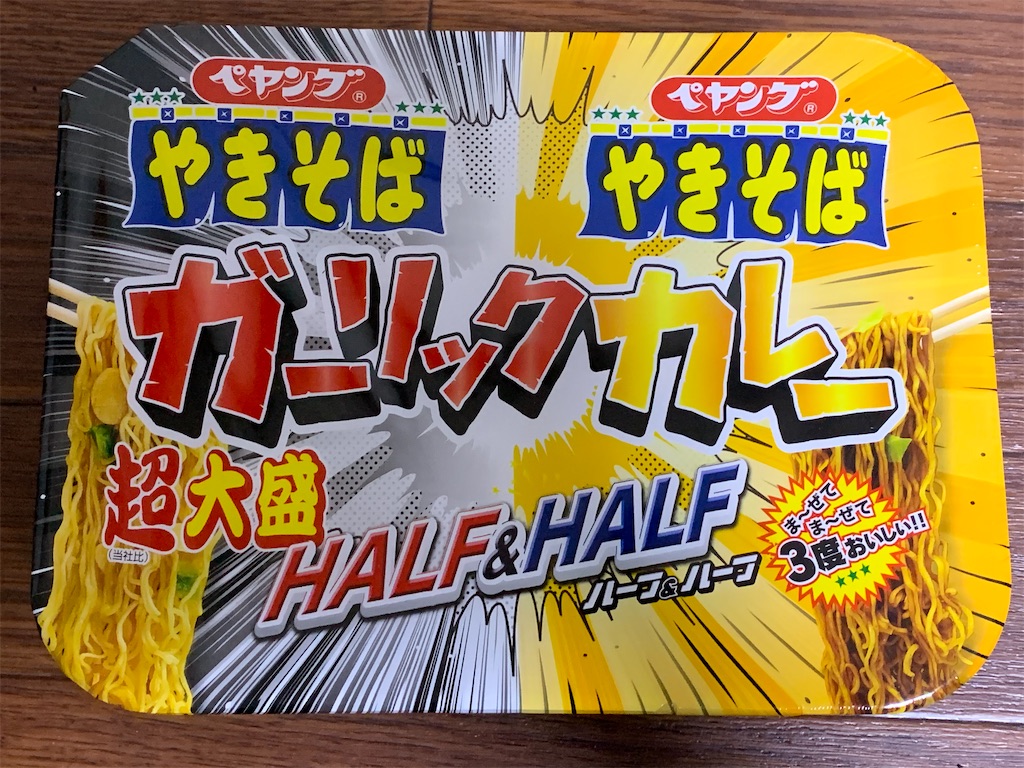 ペヤング®
やきそば
ペヤング®
やきそば
ガーリックカレー
超大盛
(当社比)
HALF&HALF
ハーフ&ハーフ
ま〜ぜて
ま〜ぜて
3度おいしい!!